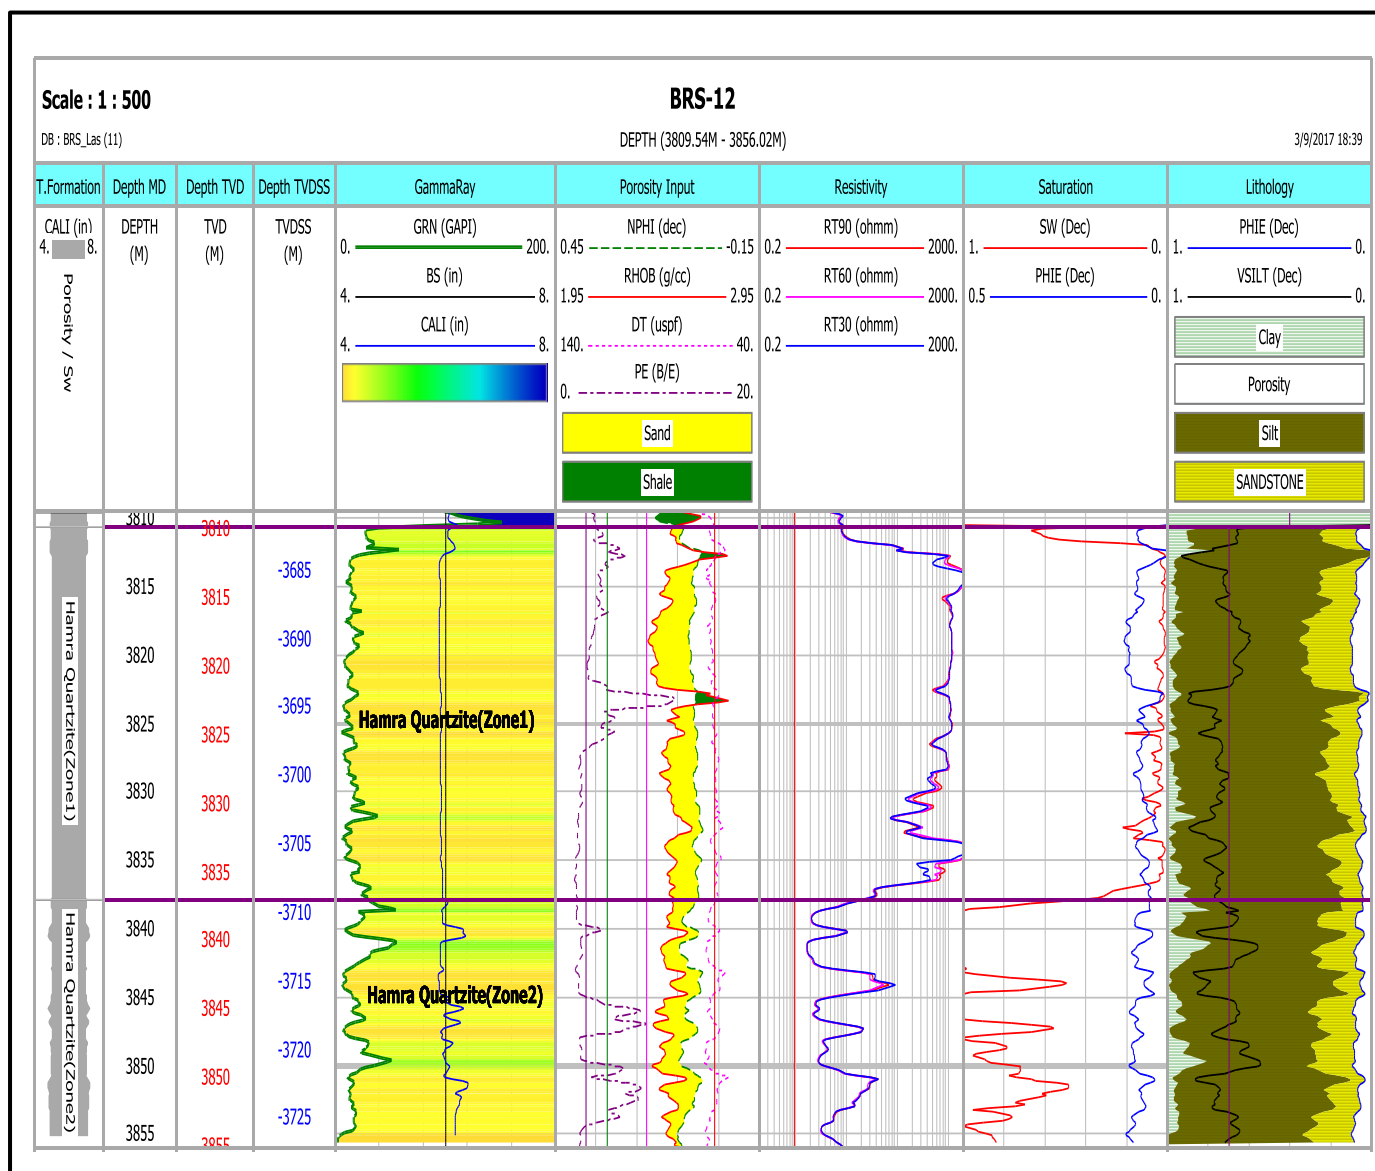 Scale : 1 : 500
BRS-12
DB : BRS_Las (11)
DEPTH (3809.54M - 3856.02M)
3/9/2017 18:39
T.Formation Depth MD Depth TVD Depth TVDSS GammaRay Porosity Input Resistivity Saturation Lithology
CALI (in)
4. 8.
Porosity / Sw
DEPTH
(M)
TVD
(M)
TVDSS
(M)
GRN (GAPI)
0. 200.
BS (in)
4. 8.
CALI (in)
4. 8.
NPHI (dec)
0.45 -0.15
RHOB (g/cc)
1.95 2.95
DT (uspf)
140. 40.
PE (B/E)
0. 20.
Sand
Shale
RT90 (ohmm)
0.2 2000.
RT60 (ohmm)
0.2 2000.
RT30 (ohmm)
0.2 2000.
SW (Dec)
1. 0.
PHIE (Dec)
0.5 0.
PHIE (Dec)
1. 0.
VSILT (Dec)
1. 0.
Clay
Porosity
Silt
SANDSTONE
Hamra Quartzite(Zone1)
Hamra Quartzite(Zone2)
3810
3815
3820
3825
3830
3835
3840
3845
3850
3855
3810
3815
3820
3825
3830
3835
3840
3845
3850
3855
-3685
-3690
-3695
-3700
-3705
-3710
-3715
-3720
-3725
Hamra Quartzite(Zone1)
Hamra Quartzite(Zone2)